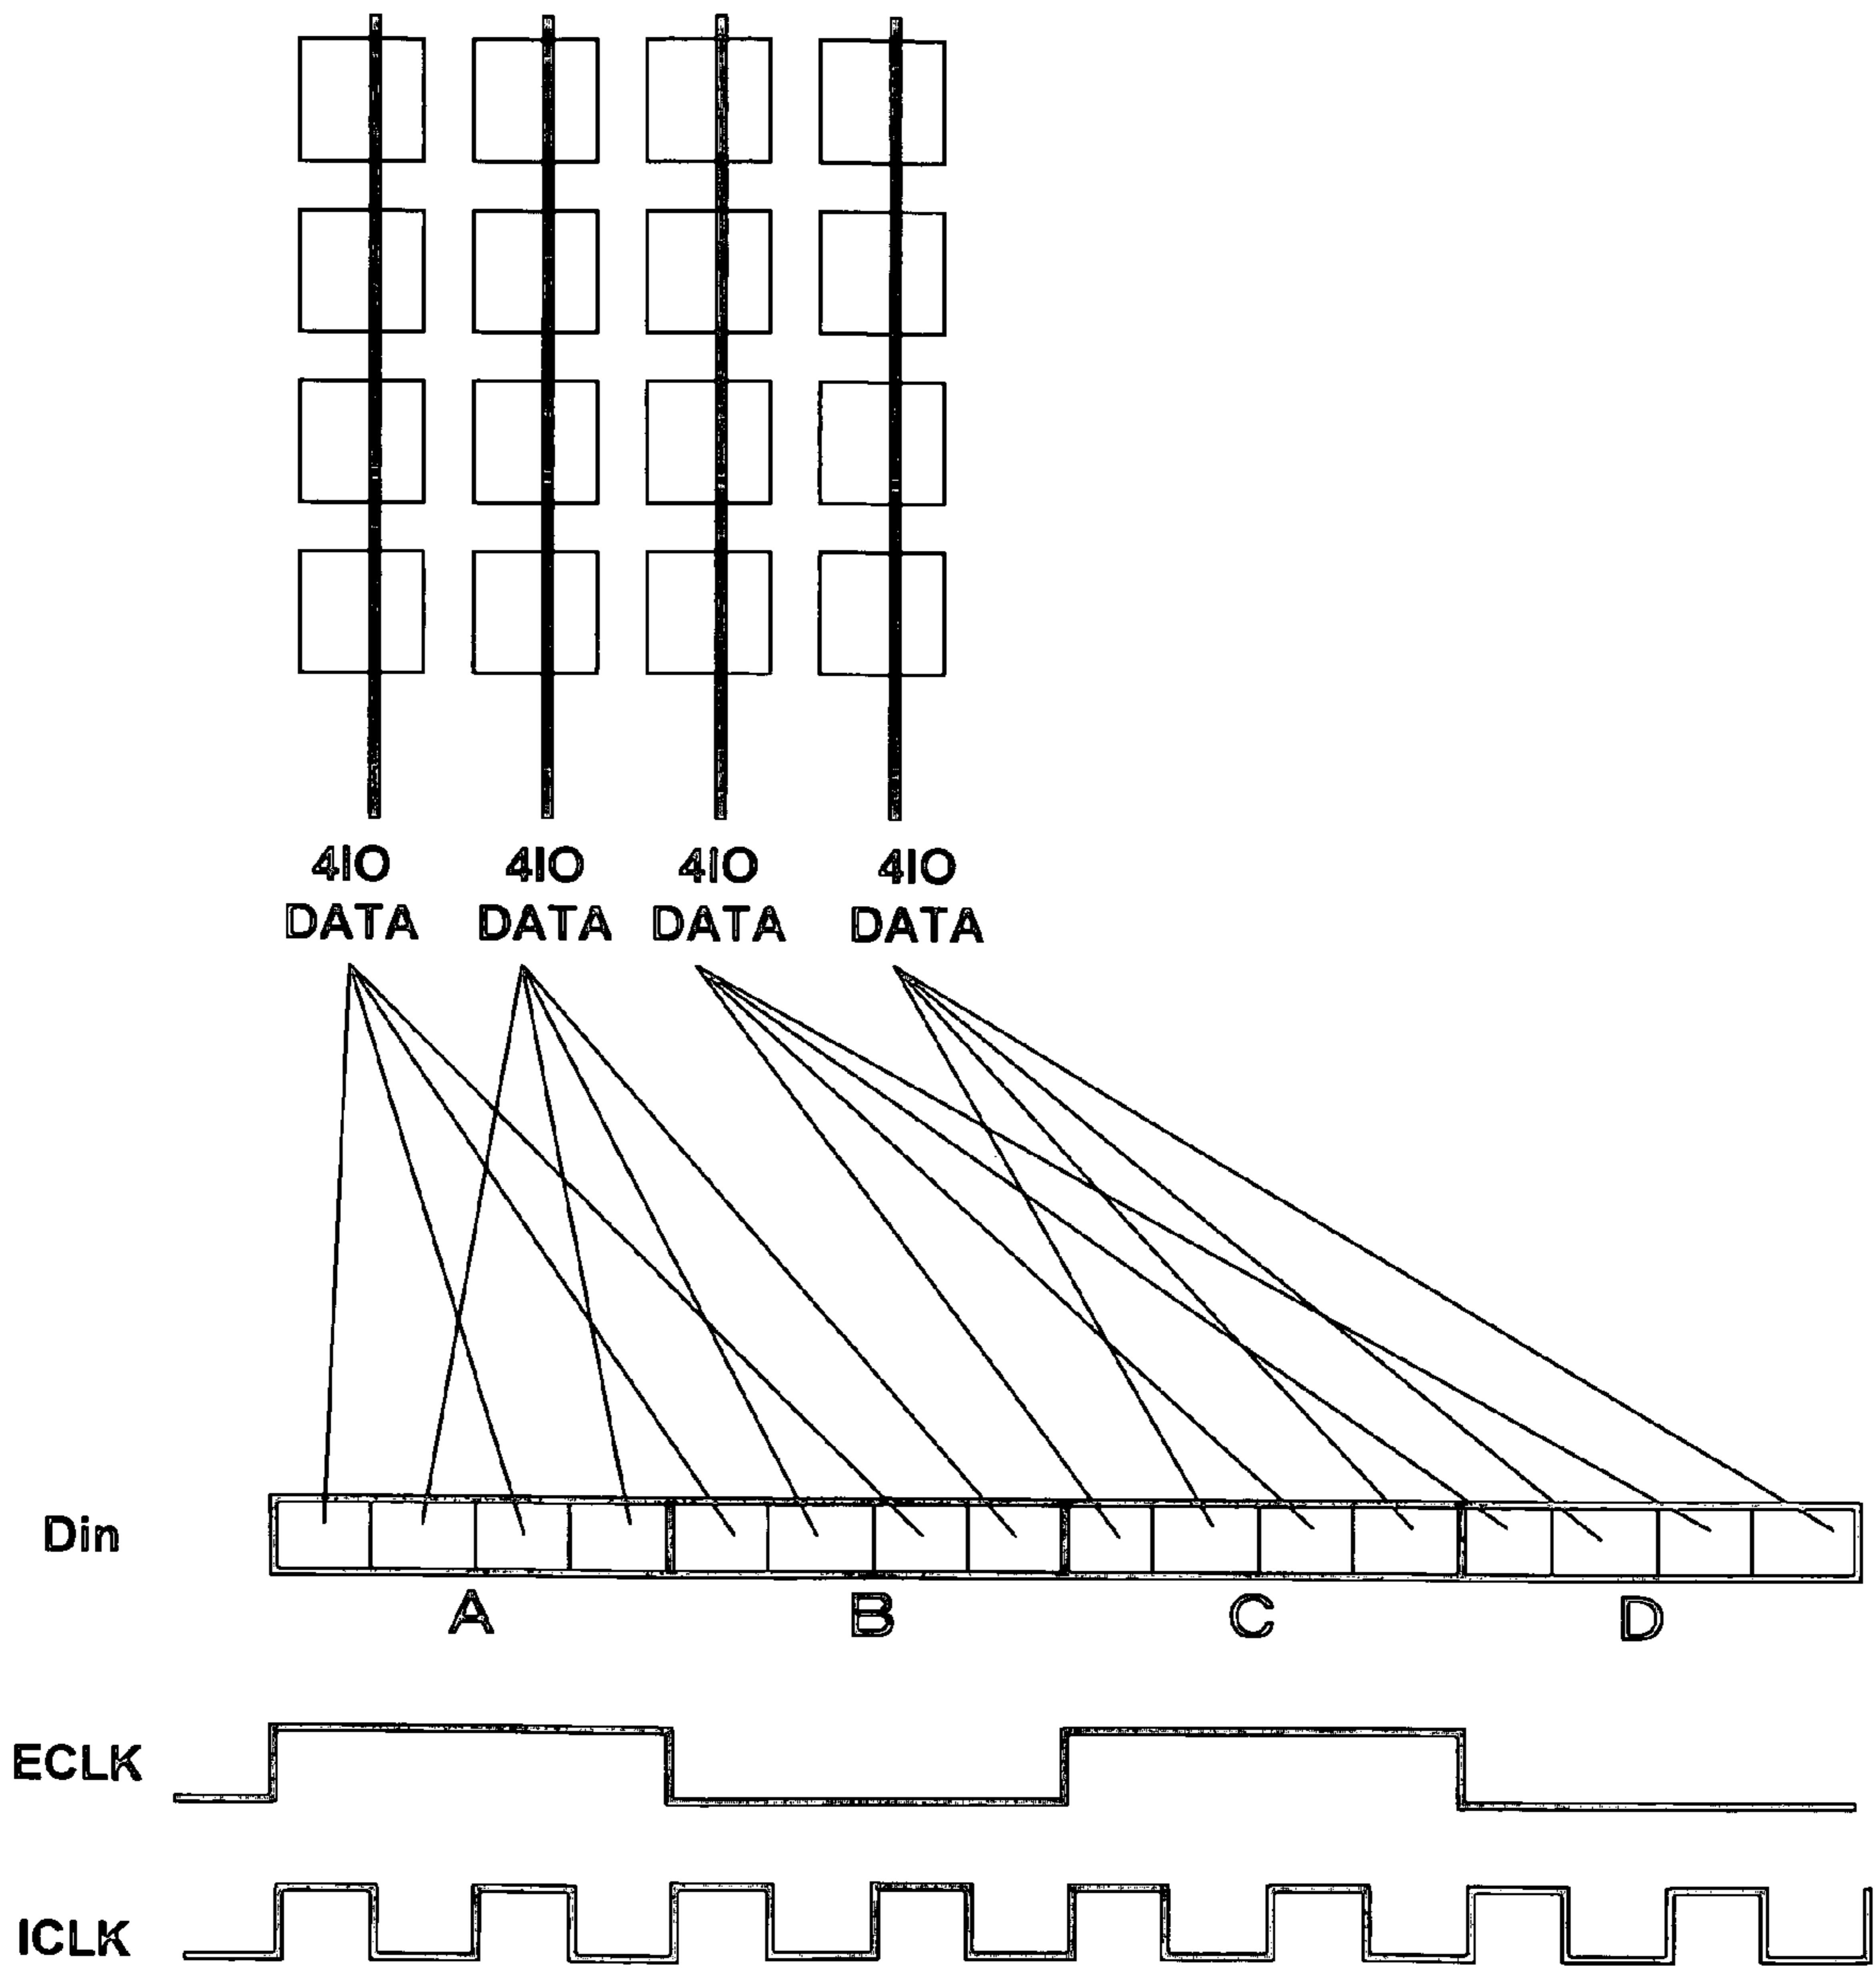 4IO 4IO 4IO 4IO
DATA DATA DATA DATA
Din
A B C D
ECLK
ICLK